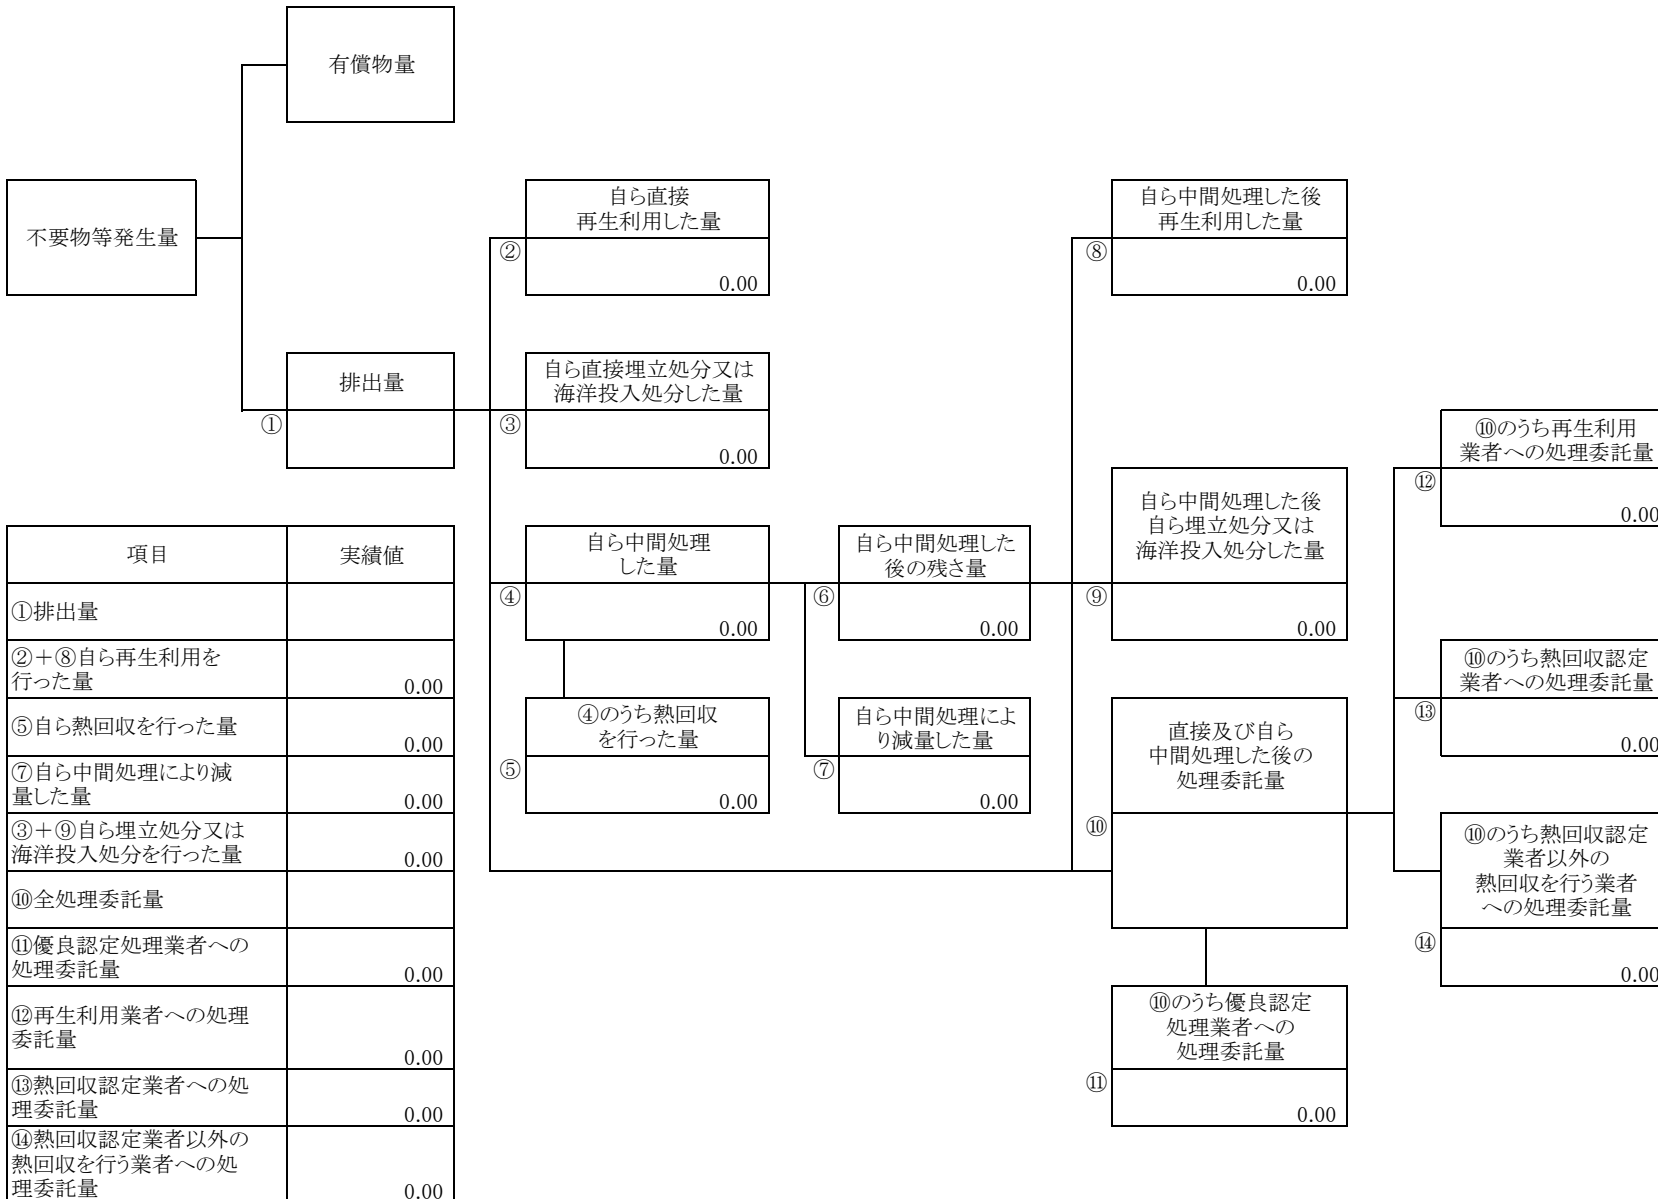 有償物量
不要物等発生量
排出量
①
自ら直接
再生利用した量
②
0.00
自ら直接埋立処分又は
海洋投入処分した量
③
0.00
自ら中間処理
した量
④
0.00
④のうち熱回収
を行った量
⑤
0.00
自ら中間処理した
後の残さ量
⑥
0.00
自ら中間処理によ
り減量した量
⑦
0.00
自ら中間処理した後
再生利用した量
⑧
0.00
自ら中間処理した後
自ら埋立処分又は
海洋投入処分した量
⑨
0.00
直接及び自ら
中間処理した後の
処理委託量
⑩
⑩のうち優良認定
処理業者への
処理委託量
⑪
0.00
⑩のうち再生利用
業者への処理委託量
⑫
0.00
⑩のうち熱回収認定
業者への処理委託量
⑬
0.00
⑩のうち熱回収認定
業者以外の
熱回収を行う業者
への処理委託量
⑭
0.00
項目 実績値
①排出量
②＋⑧自ら再生利用を
行った量 0.00
⑤自ら熱回収を行った量 0.00
⑦自ら中間処理により減
量した量 0.00
③＋⑨自ら埋立処分又は
海洋投入処分を行った量 0.00
⑩全処理委託量
⑪優良認定処理業者への
処理委託量 0.00
⑫再生利用業者への処理
委託量 0.00
⑬熱回収認定業者への処
理委託量 0.00
⑭熱回収認定業者以外の
熱回収を行う業者への処
理委託量 0.00